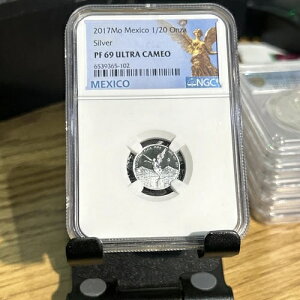 2017Mo Mexico 1/20 Onza
Silver
PF 69 ULTRA CAMEO
6539365-102
MEXICO
NGC